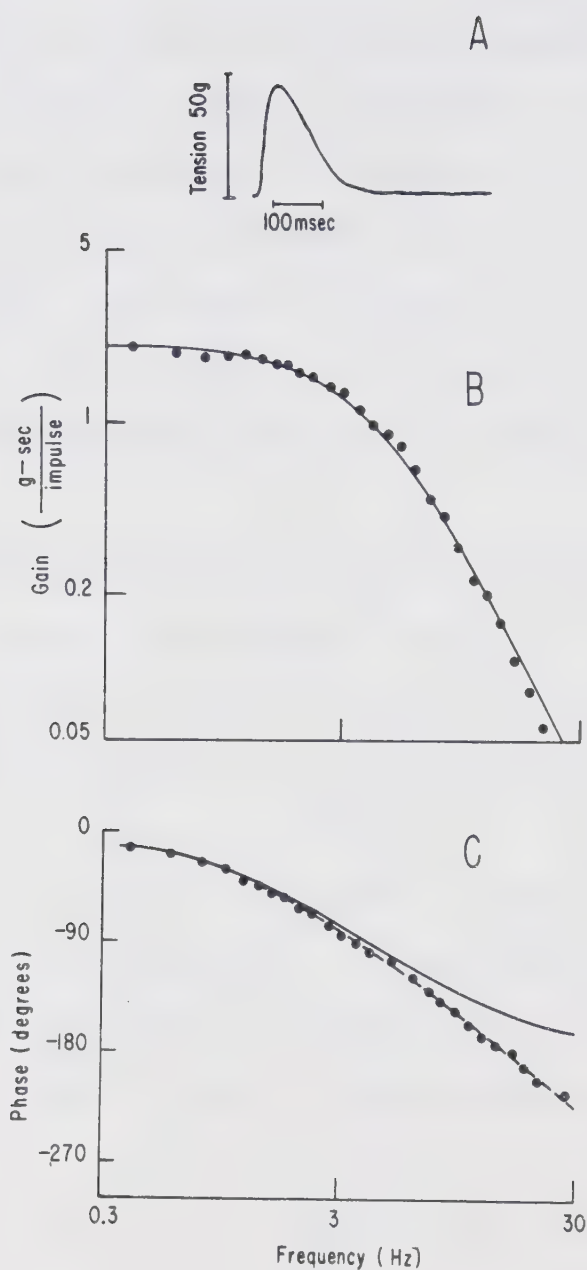 A
Tension 50g
100msec
5
B
1
Gain ( g-sec / impulse )
0.2
0.05
0
C
-90
Phase (degrees)
-180
-270
0.3
3
30
Frequency (Hz)